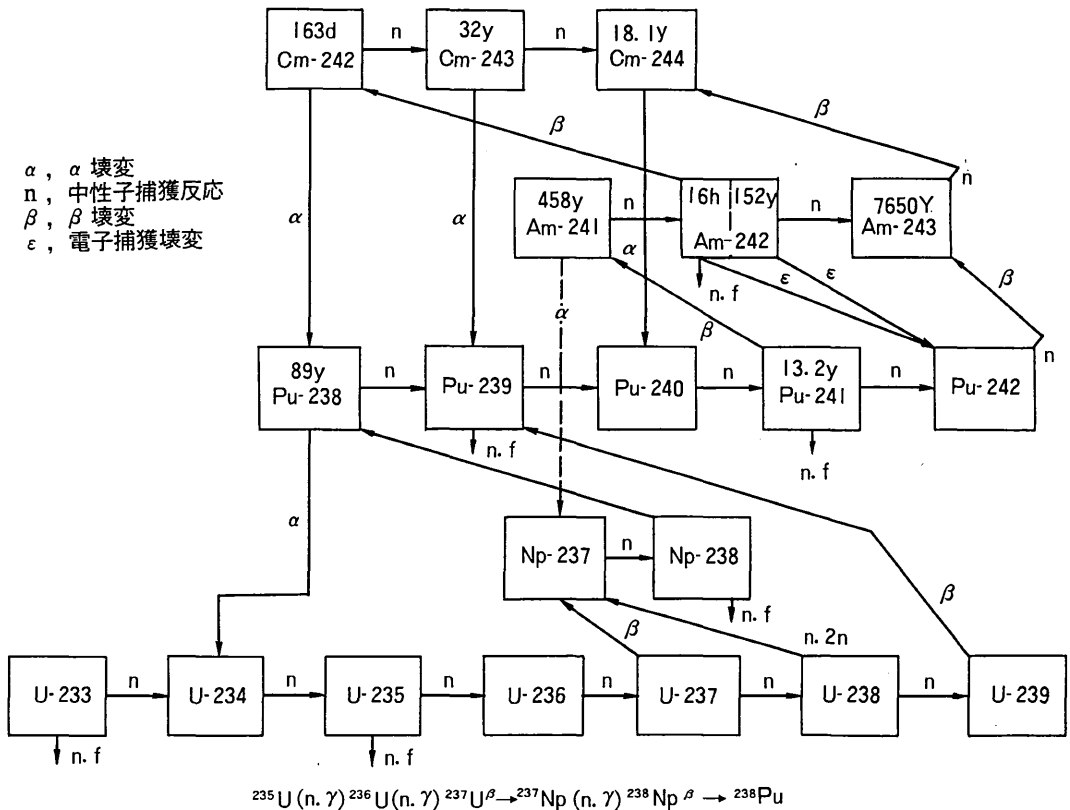 163d
Cm-242
n
32y
Cm-243
n
18.1y
Cm-244
β
β
α, α 壊変
n, 中性子捕獲反応
β, β 壊変
ε, 電子捕獲壊変
α
α
α
458y
Am-241
n
16h
152y
Am-242
n
7650Y
Am-243
n
n.f
ε
ε
β
α
β
n
89y
Pu-238
n
Pu-239
n
Pu-240
n
13.2y
Pu-241
n
Pu-242
n.f
n.f
α
Np-237
n
Np-238
n.f
β
β
n.2n
U-233
n
U-234
n
U-235
n
U-236
n
U-237
n
U-238
n
U-239
n.f
n.f
²³⁵U(n.γ)²³⁶U(n.γ)²³⁷U^β→²³⁷Np(n.γ)²³⁸Np^β→²³⁸Pu